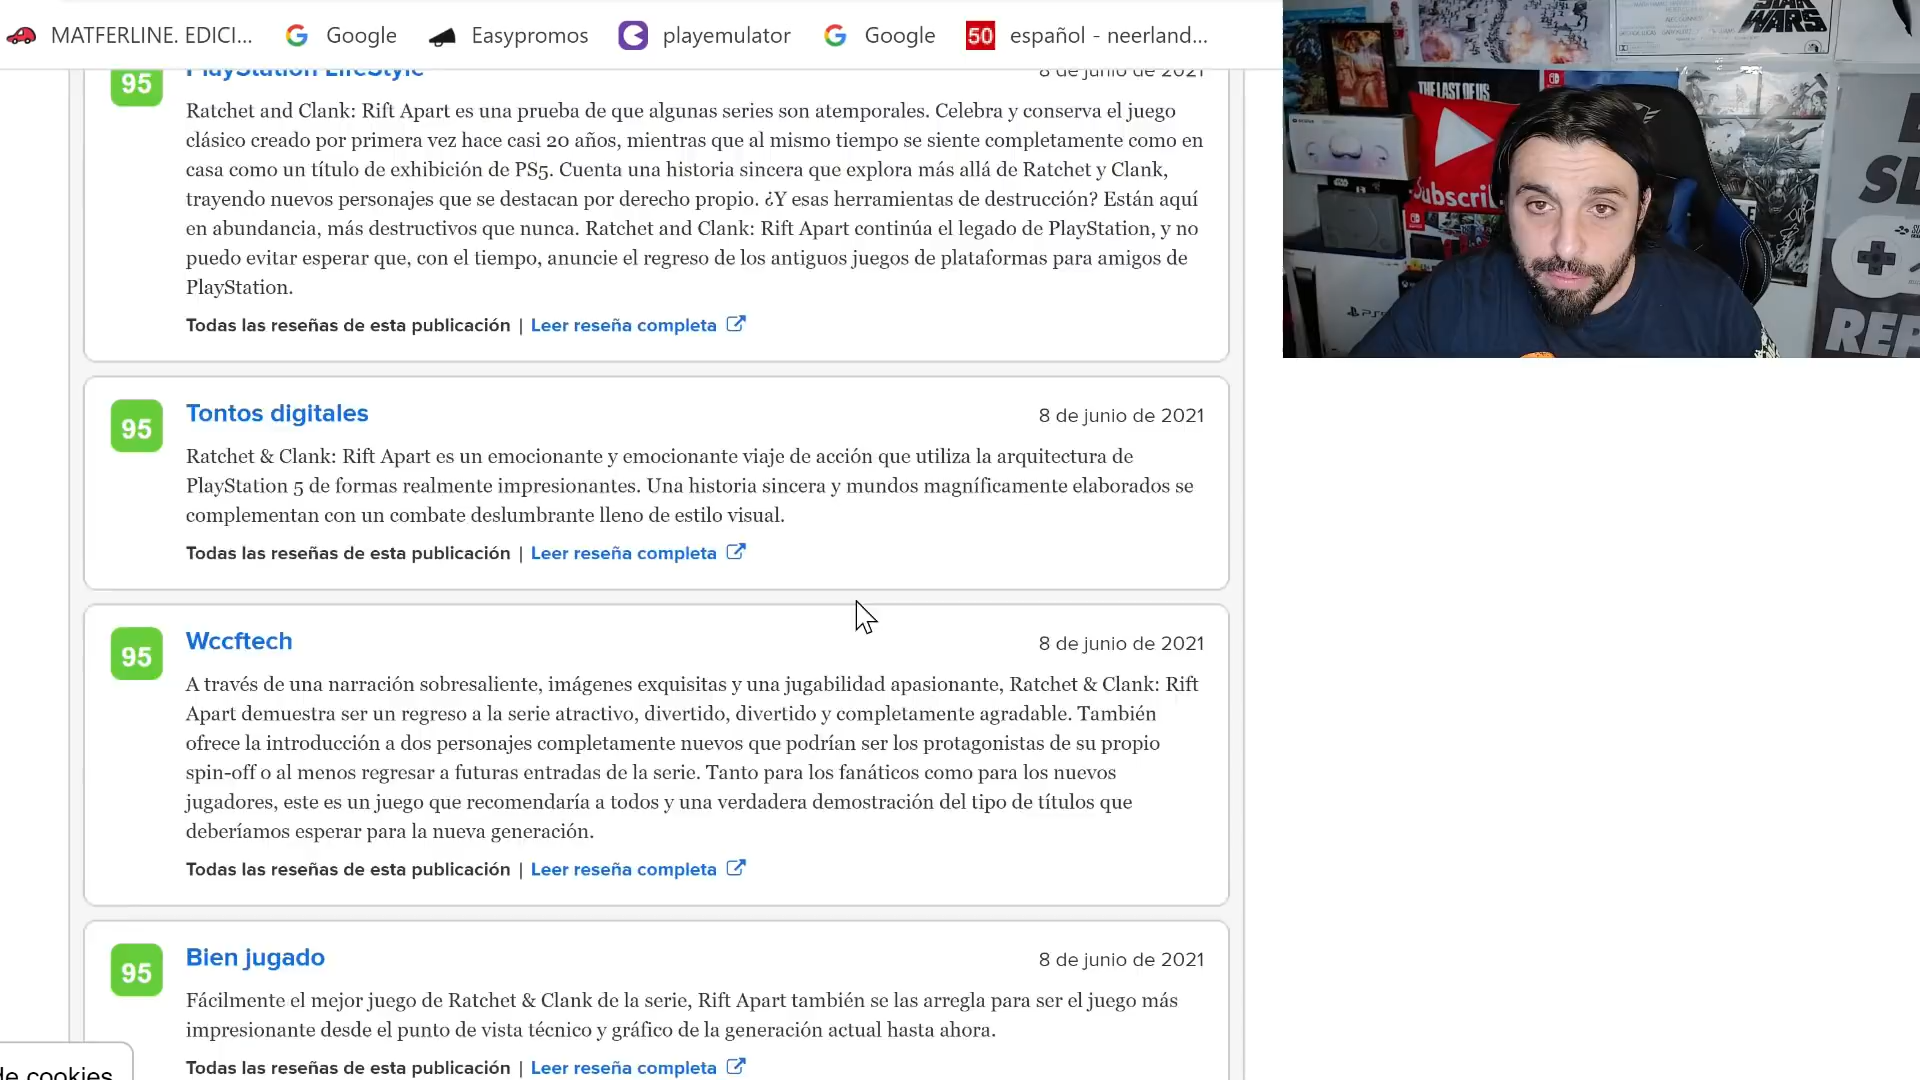 MATFERLINE. EDICI...
Google
Easypromos
playemulator
Google
50
español - neerland...
STAR
WARS
THE LAST OF US
Subscri
PS5
REP
95
PlayStation LifeStyle
8 de junio de 2021
Ratchet and Clank: Rift Apart es una prueba de que algunas series son atemporales. Celebra y conserva el juego
clásico creado por primera vez hace casi 20 años, mientras que al mismo tiempo se siente completamente como en
casa como un título de exhibición de PS5. Cuenta una historia sincera que explora más allá de Ratchet y Clank,
trayendo nuevos personajes que se destacan por derecho propio. ¿Y esas herramientas de destrucción? Están aquí
en abundancia, más destructivos que nunca. Ratchet and Clank: Rift Apart continúa el legado de PlayStation, y no
puedo evitar esperar que, con el tiempo, anuncie el regreso de los antiguos juegos de plataformas para amigos de
PlayStation.
Todas las reseñas de esta publicación | Leer reseña completa
95
Tontos digitales
8 de junio de 2021
Ratchet & Clank: Rift Apart es un emocionante y emocionante viaje de acción que utiliza la arquitectura de
PlayStation 5 de formas realmente impresionantes. Una historia sincera y mundos magníficamente elaborados se
complementan con un combate deslumbrante lleno de estilo visual.
Todas las reseñas de esta publicación | Leer reseña completa
95
Wccftech
8 de junio de 2021
A través de una narración sobresaliente, imágenes exquisitas y una jugabilidad apasionante, Ratchet & Clank: Rift
Apart demuestra ser un regreso a la serie atractivo, divertido, divertido y completamente agradable. También
ofrece la introducción a dos personajes completamente nuevos que podrían ser los protagonistas de su propio
spin-off o al menos regresar a futuras entradas de la serie. Tanto para los fanáticos como para los nuevos
jugadores, este es un juego que recomendaría a todos y una verdadera demostración del tipo de títulos que
deberíamos esperar para la nueva generación.
Todas las reseñas de esta publicación | Leer reseña completa
95
Bien jugado
8 de junio de 2021
Fácilmente el mejor juego de Ratchet & Clank de la serie, Rift Apart también se las arregla para ser el juego más
impresionante desde el punto de vista técnico y gráfico de la generación actual hasta ahora.
Todas las reseñas de esta publicación | Leer reseña completa
de cookies